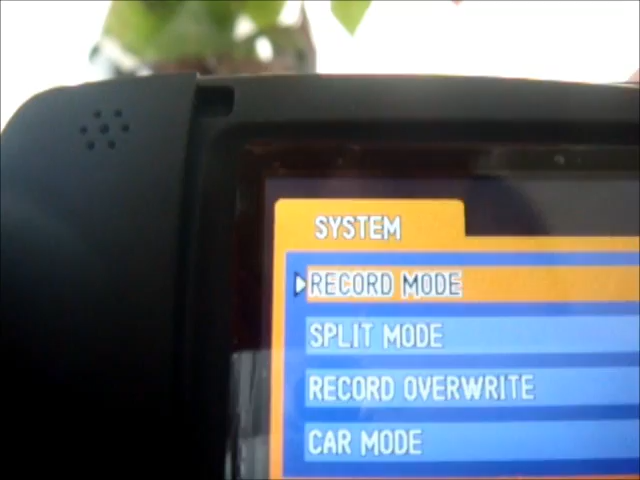 SYSTEM
RECORD MODE
SPLIT MODE
RECORD OVERWRITE
CAR MODE